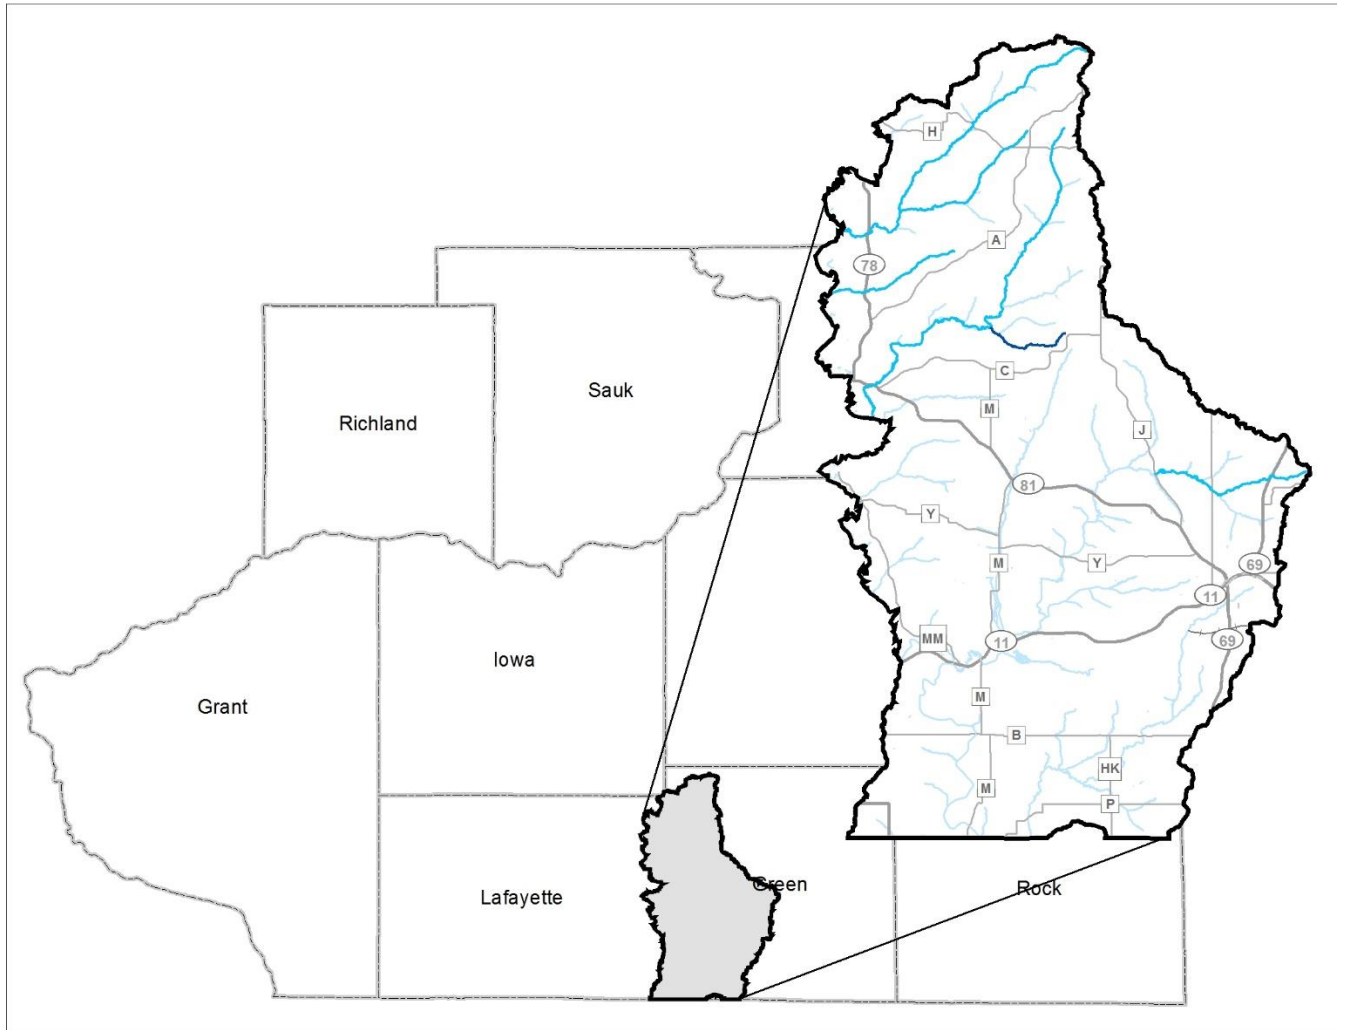 H
A
78
Sauk
Richland
C
M
J
81
Y
M
Y
69
11
MM
11
69
Iowa
Grant
M
B
HK
M
P
Green
Rock
Lafayette